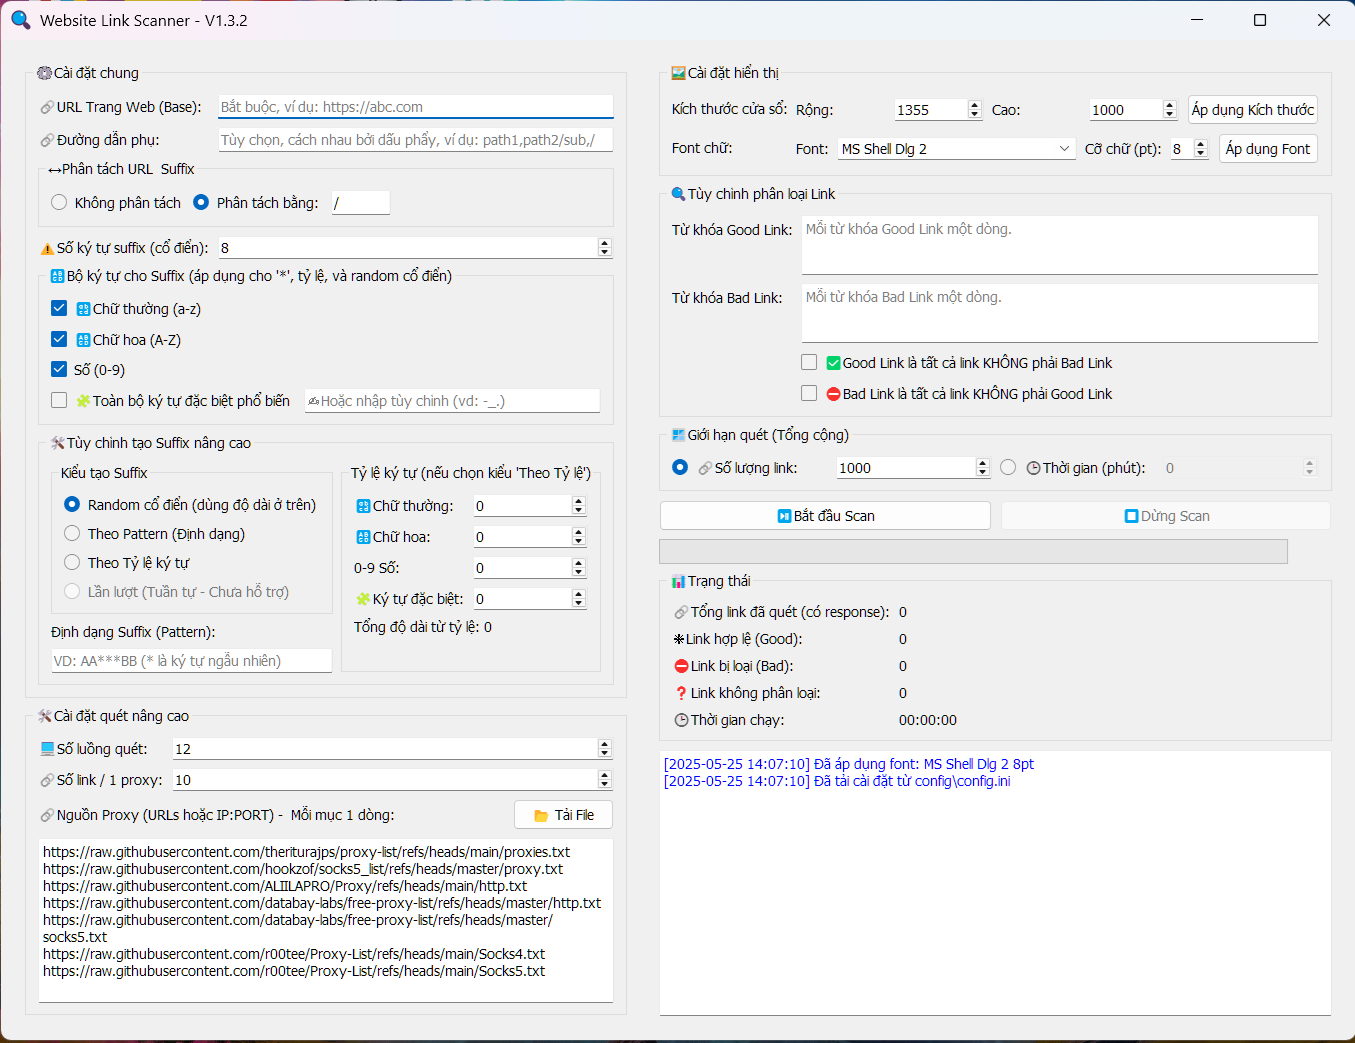 Website Link Scanner - V1.3.2
Cài đặt chung
URL Trang Web (Base): Bắt buộc, ví dụ: https://abc.com
Đường dẫn phụ: Tùy chọn, cách nhau bởi dấu phẩy, ví dụ: path1,path2/sub,/
Phân tách URL Suffix
Không phân tách Phân tách bằng: /
Số ký tự suffix (cổ điển): 8
Bộ ký tự cho Suffix (áp dụng cho '*', tỷ lệ, và random cổ điển)
Chữ thường (a-z)
Chữ hoa (A-Z)
Số (0-9)
Toàn bộ ký tự đặc biệt phổ biến ✍Hoặc nhập tùy chỉnh (vd: -_.)
Tùy chỉnh tạo Suffix nâng cao
Kiểu tạo Suffix
Random cổ điển (dùng độ dài ở trên)
Theo Pattern (Định dạng)
Theo Tỷ lệ ký tự
Lần lượt (Tuần tự - Chưa hỗ trợ)
Định dạng Suffix (Pattern):
VD: AA***BB (* là ký tự ngẫu nhiên)
Tỷ lệ ký tự (nếu chọn kiểu 'Theo Tỷ lệ')
Chữ thường: 0
Chữ hoa: 0
0-9 Số: 0
Ký tự đặc biệt: 0
Tổng độ dài từ tỷ lệ: 0
Cài đặt quét nâng cao
Số luồng quét: 12
Số link / 1 proxy: 10
Nguồn Proxy (URLs hoặc IP:PORT) - Mỗi mục 1 dòng: Tải File
https://raw.githubusercontent.com/theriturajps/proxy-list/refs/heads/main/proxies.txt
https://raw.githubusercontent.com/hookzof/socks5_list/refs/heads/master/proxy.txt
https://raw.githubusercontent.com/ALIILAPRO/Proxy/refs/heads/main/http.txt
https://raw.githubusercontent.com/databay-labs/free-proxy-list/refs/heads/master/http.txt
https://raw.githubusercontent.com/databay-labs/free-proxy-list/refs/heads/master/
socks5.txt
https://raw.githubusercontent.com/r00tee/Proxy-List/refs/heads/main/Socks4.txt
https://raw.githubusercontent.com/r00tee/Proxy-List/refs/heads/main/Socks5.txt
Cài đặt hiển thị
Kích thước cửa sổ: Rộng: 1355 Cao: 1000 Áp dụng Kích thước
Font chữ: Font: MS Shell Dlg 2 Cỡ chữ (pt): 8 Áp dụng Font
Tùy chỉnh phân loại Link
Từ khóa Good Link: Mỗi từ khóa Good Link một dòng.
Từ khóa Bad Link: Mỗi từ khóa Bad Link một dòng.
Good Link là tất cả link KHÔNG phải Bad Link
Bad Link là tất cả link KHÔNG phải Good Link
Giới hạn quét (Tổng cộng)
Số lượng link: 1000 Thời gian (phút): 0
Bắt đầu Scan Dừng Scan
Trạng thái
Tổng link đã quét (có response): 0
Link hợp lệ (Good): 0
Link bị loại (Bad): 0
Link không phân loại: 0
Thời gian chạy: 00:00:00
[2025-05-25 14:07:10] Đã áp dụng font: MS Shell Dlg 2 8pt
[2025-05-25 14:07:10] Đã tải cài đặt từ config\config.ini